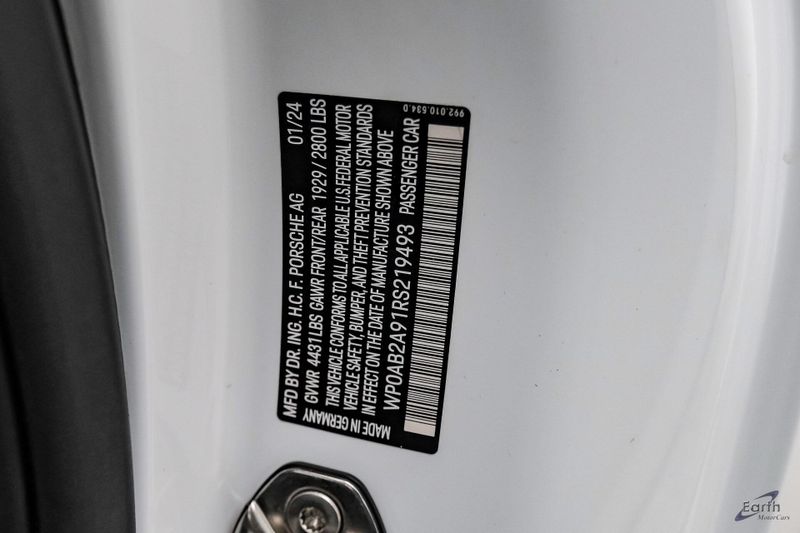 MFD BY DR. ING. H.C. F. PORSCHE AG 01/24
GVWR 4431 LBS GAWR FRONT/REAR 1929 / 2800 LBS
THIS VEHICLE CONFORMS TO ALL APPLICABLE U.S.FEDERAL MOTOR
VEHICLE SAFETY, BUMPER, AND THEFT PREVENTION STANDARDS
IN EFFECT ON THE DATE OF MANUFACTURE SHOWN ABOVE
WP0AB2A91RS219493 PASSENGER CAR
MADE IN GERMANY
992.010.534.D
Earth
MotorCars